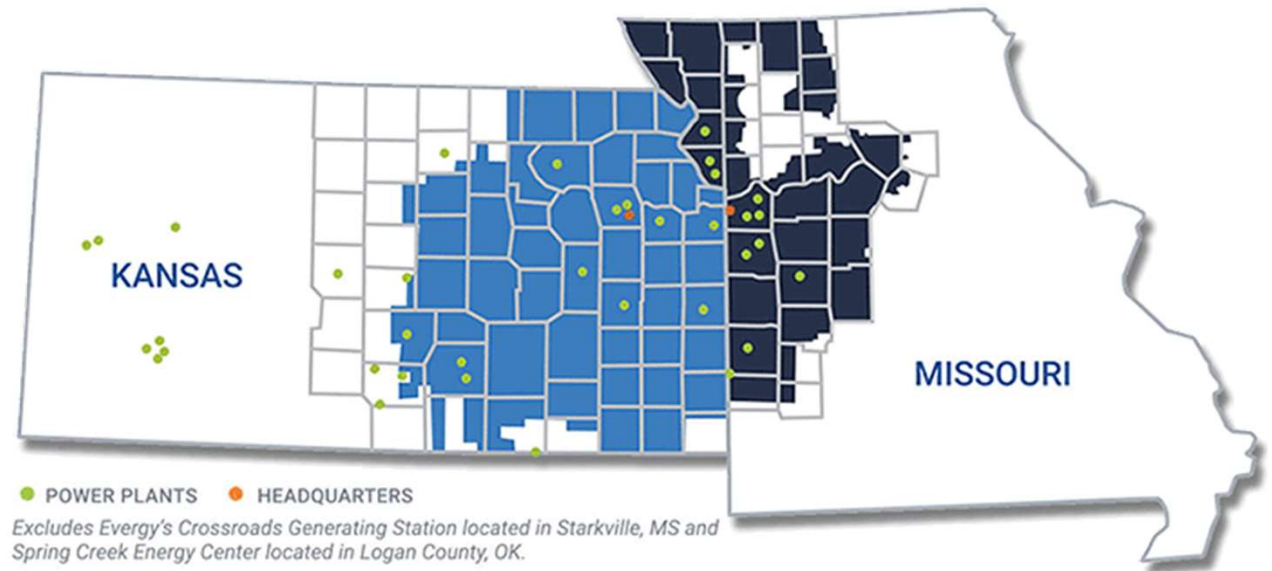 KANSAS
MISSOURI
POWER PLANTS
HEADQUARTERS
Excludes Evergy's Crossroads Generating Station located in Starkville, MS and
Spring Creek Energy Center located in Logan County, OK.